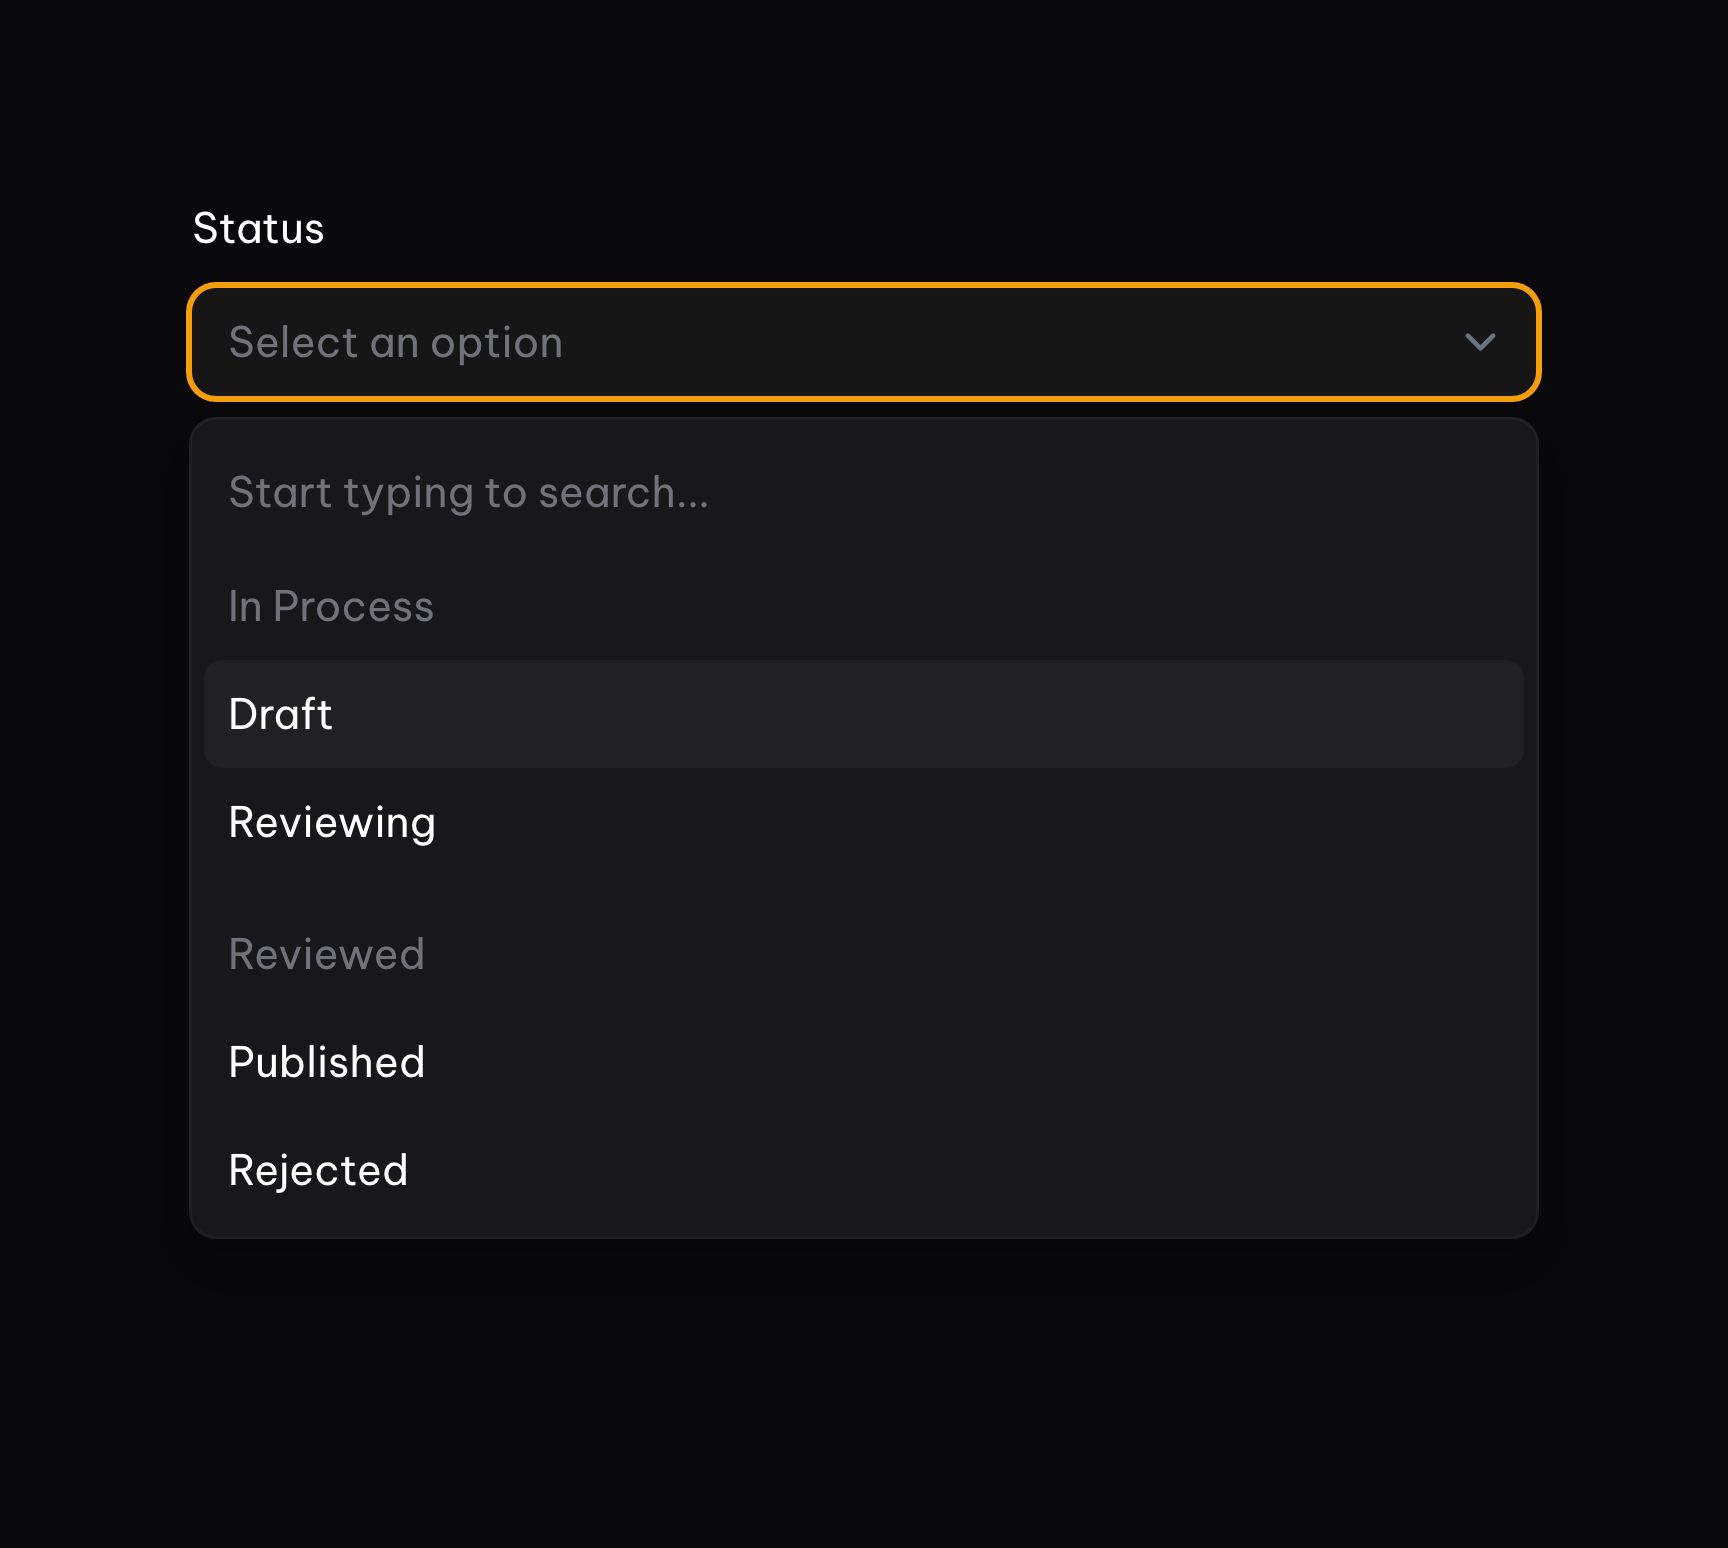 Status
Select an option
Start typing to search...
In Process
Draft
Reviewing
Reviewed
Published
Rejected